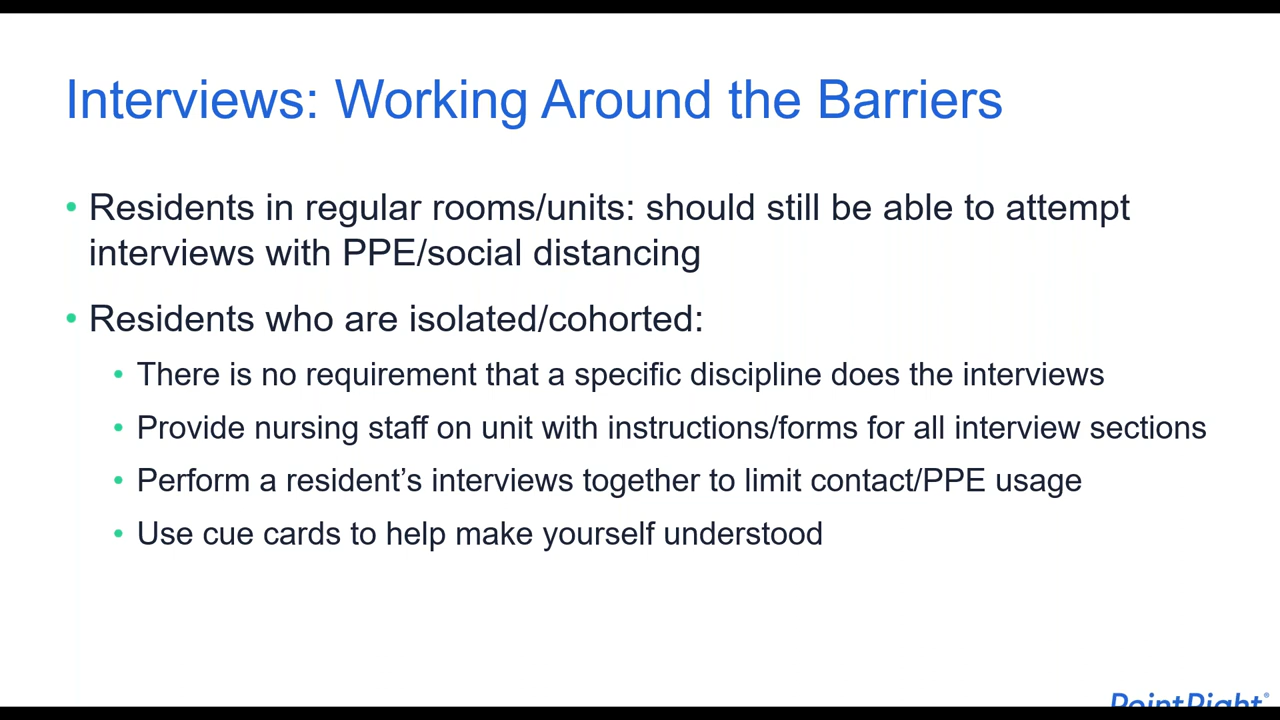 Interviews: Working Around the Barriers
• Residents in regular rooms/units: should still be able to attempt
interviews with PPE/social distancing
• Residents who are isolated/cohorted:
• There is no requirement that a specific discipline does the interviews
• Provide nursing staff on unit with instructions/forms for all interview sections
• Perform a resident’s interviews together to limit contact/PPE usage
• Use cue cards to help make yourself understood
PointRight®